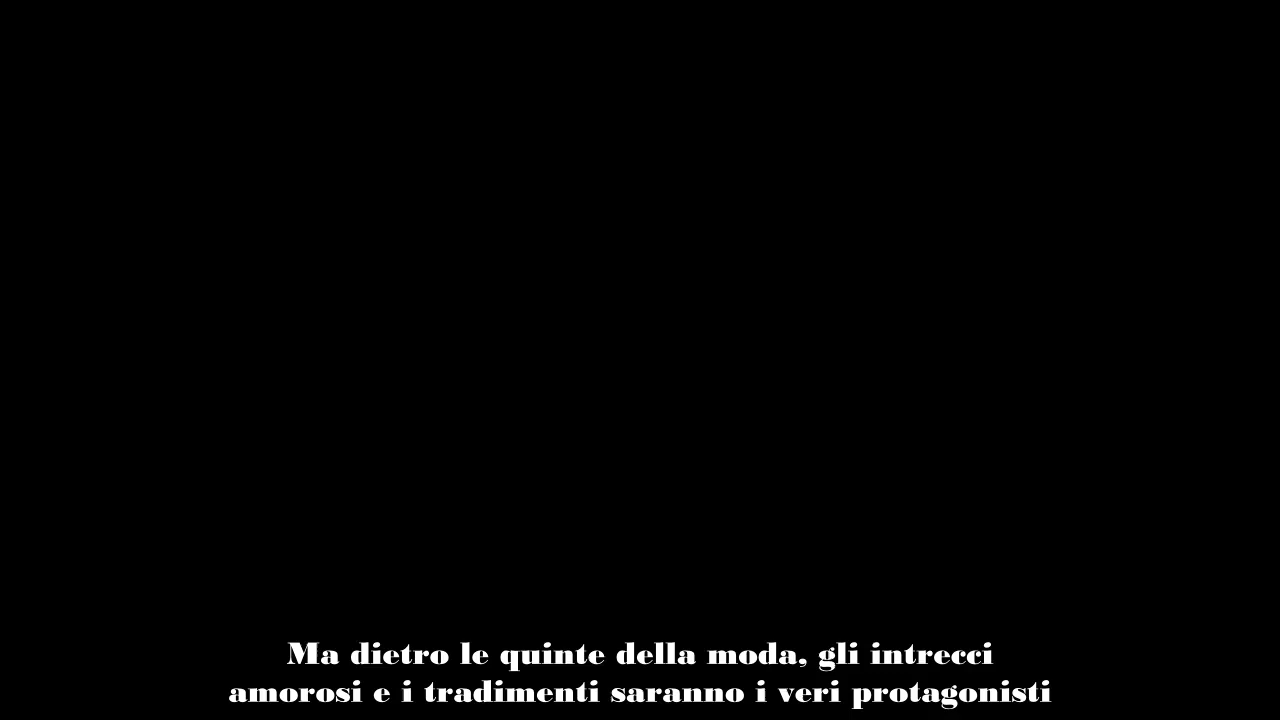 Ma dietro le quinte della moda, gli intrecci
amorosi e i tradimenti saranno i veri protagonisti